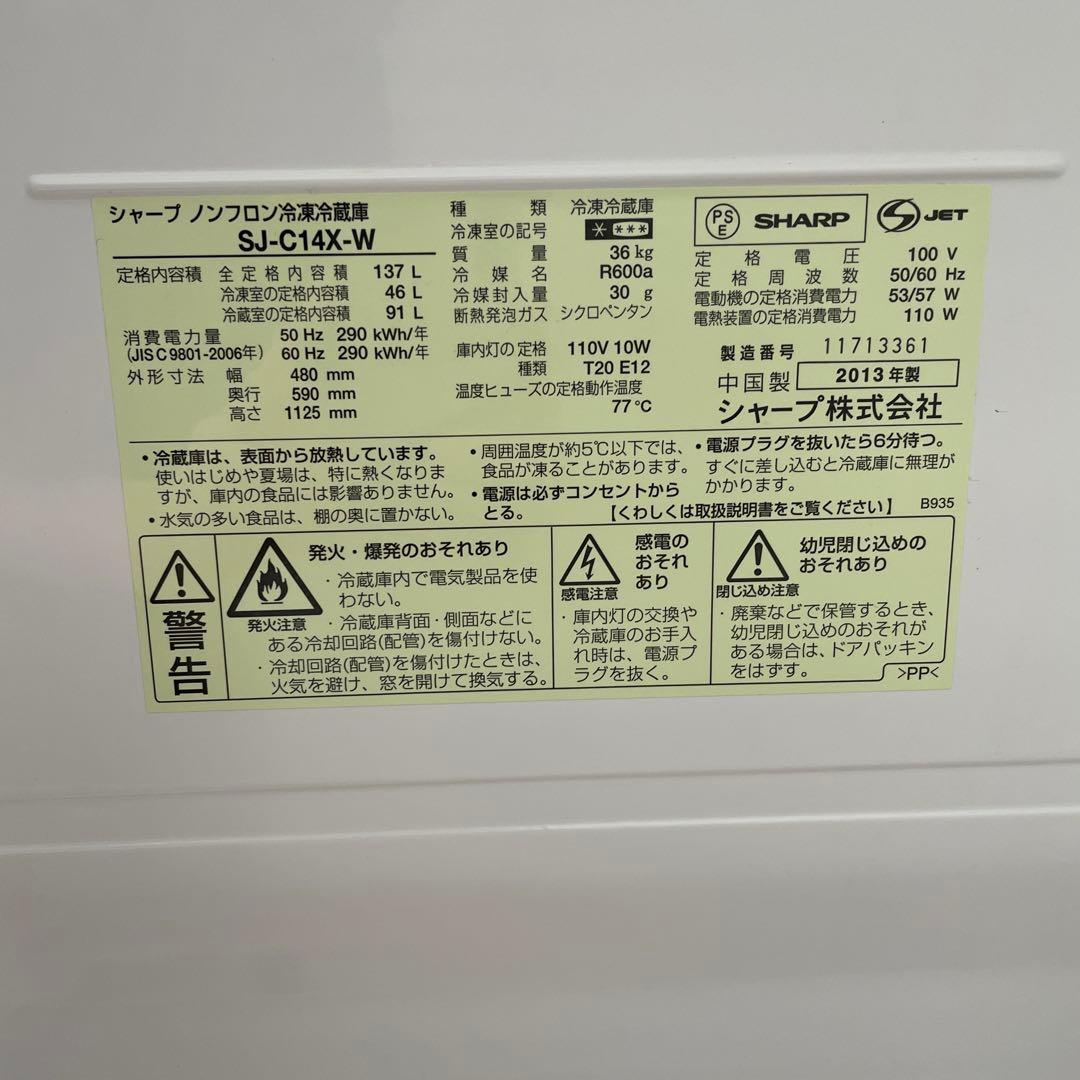 シャープ ノンフロン冷凍冷蔵庫
SJ-C14X-W
定格内容積 全定格内容積 137 L
冷凍室の定格内容積 46 L
冷蔵室の定格内容積 91 L
消費電力量 50 Hz 290 kWh/年
(JIS C 9801-2006年) 60 Hz 290 kWh/年
外形寸法 幅 480 mm
奥行 590 mm
高さ 1125 mm
種類 冷凍冷蔵庫
冷凍室の記号 * ***
質量 36 kg
冷媒名 R600a
冷媒封入量 30 g
断熱発泡ガス シクロペンタン
庫内灯の定格 110V 10W
種類 T20 E12
温度ヒューズの定格動作温度
77℃
PSE SHARP JET
定格電圧 100 V
定格周波数 50/60 Hz
電動機の定格消費電力 53/57 W
電熱装置の定格消費電力 110 W
製造番号 11713361
中国製 2013年製
シャープ株式会社
・冷蔵庫は、表面から放熱しています。
使いはじめや夏場は、特に熱くなりま
すが、庫内の食品には影響ありません。
・水気の多い食品は、棚の奥に置かない。
・周囲温度が約5℃以下では、
食品が凍ることがあります。
・電源は必ずコンセントから
とる。
・電源プラグを抜いたら6分待つ。
すぐに差し込むと冷蔵庫に無理が
かかります。
【くわしくは取扱説明書をご覧ください】 B935
警告
発火注意
発火・爆発のおそれあり
・冷蔵庫内で電気製品を使
わない。
・冷蔵庫背面・側面などに
ある冷却回路(配管)を傷付けない。
・冷却回路(配管)を傷付けたときは、
火気を避け、窓を開けて換気する。
感電注意
感電の
おそれ
あり
・庫内灯の交換や
冷蔵庫のお手入
れ時は、電源プ
ラグを抜く。
閉じ込め注意
幼児閉じ込めの
おそれあり
・廃棄などで保管するとき、
幼児閉じ込めのおそれが
ある場合は、ドアパッキン
をはずす。
>PP<